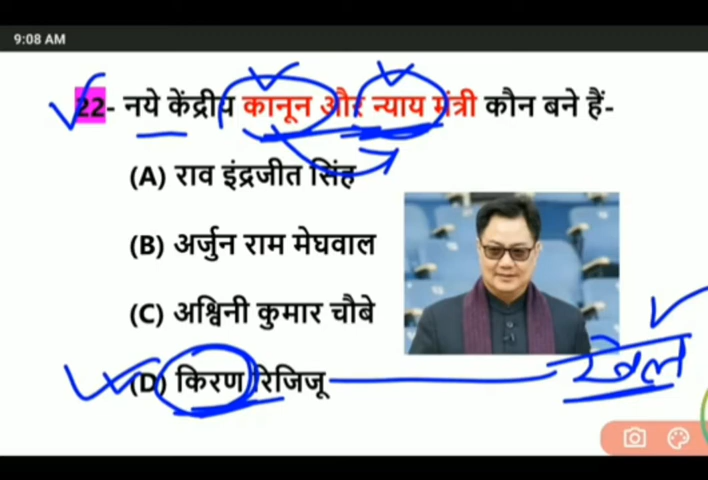 9:08 AM
22- नये केंद्रीय कानून और न्याय मंत्री कौन बने हैं-
(A) राव इंद्रजीत सिंह
(B) अर्जुन राम मेघवाल
(C) अश्विनी कुमार चौबे
(D) किरण रिजिजू खेल